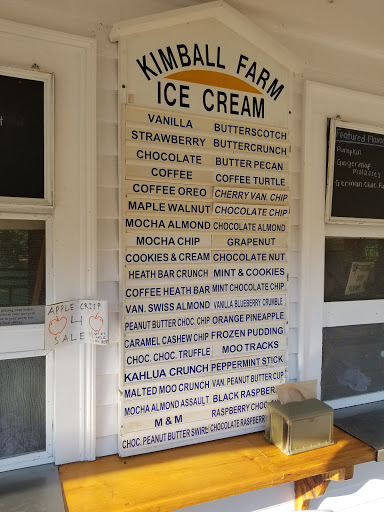 KIMBALL FARM
ICE CREAM
VANILLA BUTTERSCOTCH
STRAWBERRY BUTTERCRUNCH
CHOCOLATE BUTTER PECAN
COFFEE COFFEE TURTLE
COFFEE OREO CHERRY VAN. CHIP
MAPLE WALNUT CHOCOLATE CHIP
MOCHA ALMOND CHOCOLATE ALMOND
MOCHA CHIP GRAPENUT
COOKIES & CREAM CHOCOLATE NUT
HEATH BAR CRUNCH MINT & COOKIES
COFFEE HEATH BAR MINT CHOCOLATE CHIP
VAN. SWISS ALMOND VANILLA BLUEBERRY CRUMBLE
PEANUT BUTTER CHOC. CHIP ORANGE PINEAPPLE
CARAMEL CASHEW CHIP FROZEN PUDDING
CHOC. CHOC. TRUFFLE MOO TRACKS
KAHLUA CRUNCH PEPPERMINT STICK
MALTED MOO CRUNCH VAN. PEANUT BUTTER CUP
MOCHA ALMOND ASSAULT BLACK RASPBERRY
M & M RASPBERRY
CHOC. PEANUT BUTTER SWIRL CHOCOLATE
APPLE CRISP
4
SALE
Featured Flavors
Pumpkin
Gingersnap
Molasses
German Choc.